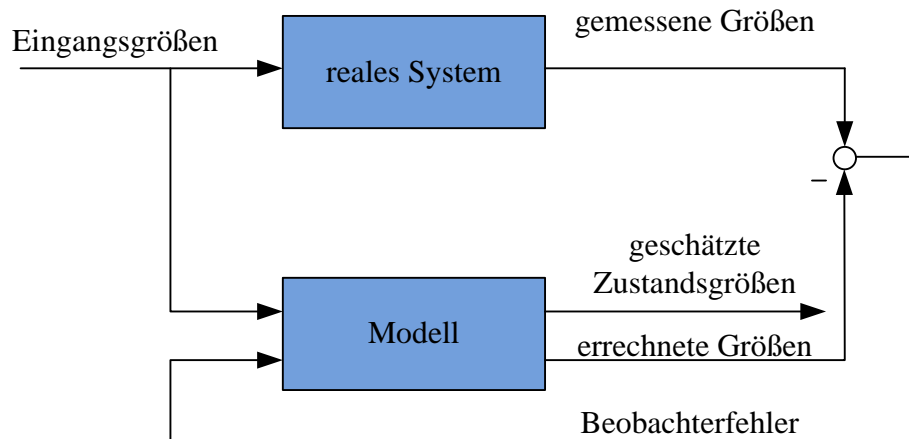 gemessene Größen
Eingangsgrößen
reales System
–
geschätzte
Zustandsgrößen
Modell
errechnete Größen
Beobachterfehler